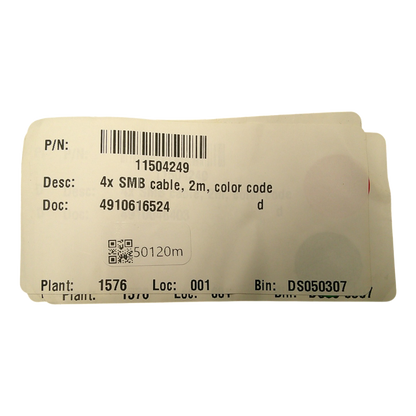 P/N:
11504249
Desc: 4x SMB cable, 2m, color code
Doc: 4910616524 d
50120m
Plant: 1576 Loc: 001 Bin: DS050307
Plant: 1576 Loc: